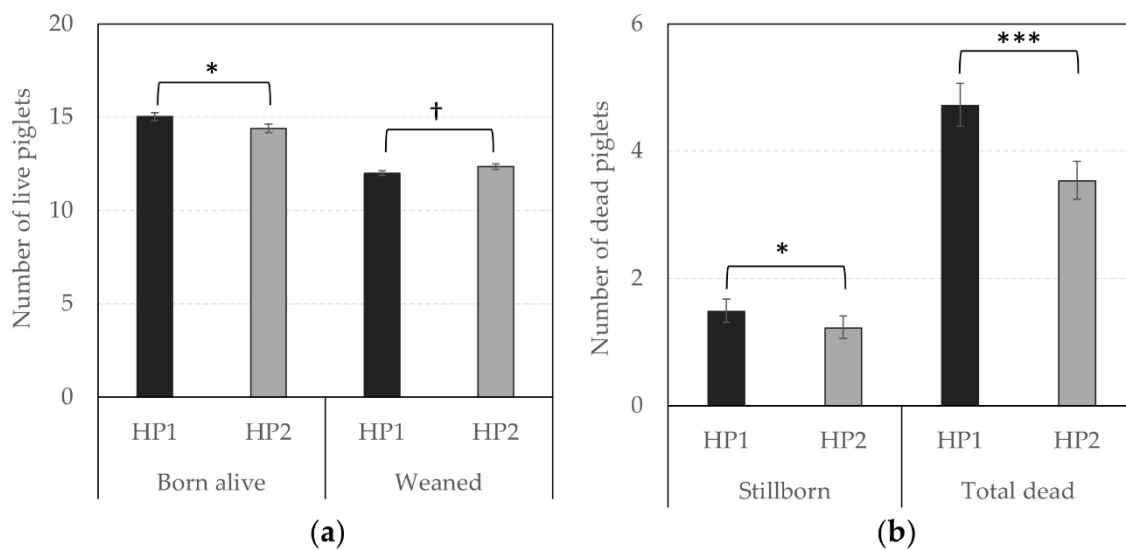 Number of live piglets
20
15
10
5
0
*
†
HP1 HP2 HP1 HP2
Born alive Weaned
(a)
Number of dead piglets
6
4
2
0
*
***
HP1 HP2 HP1 HP2
Stillborn Total dead
(b)